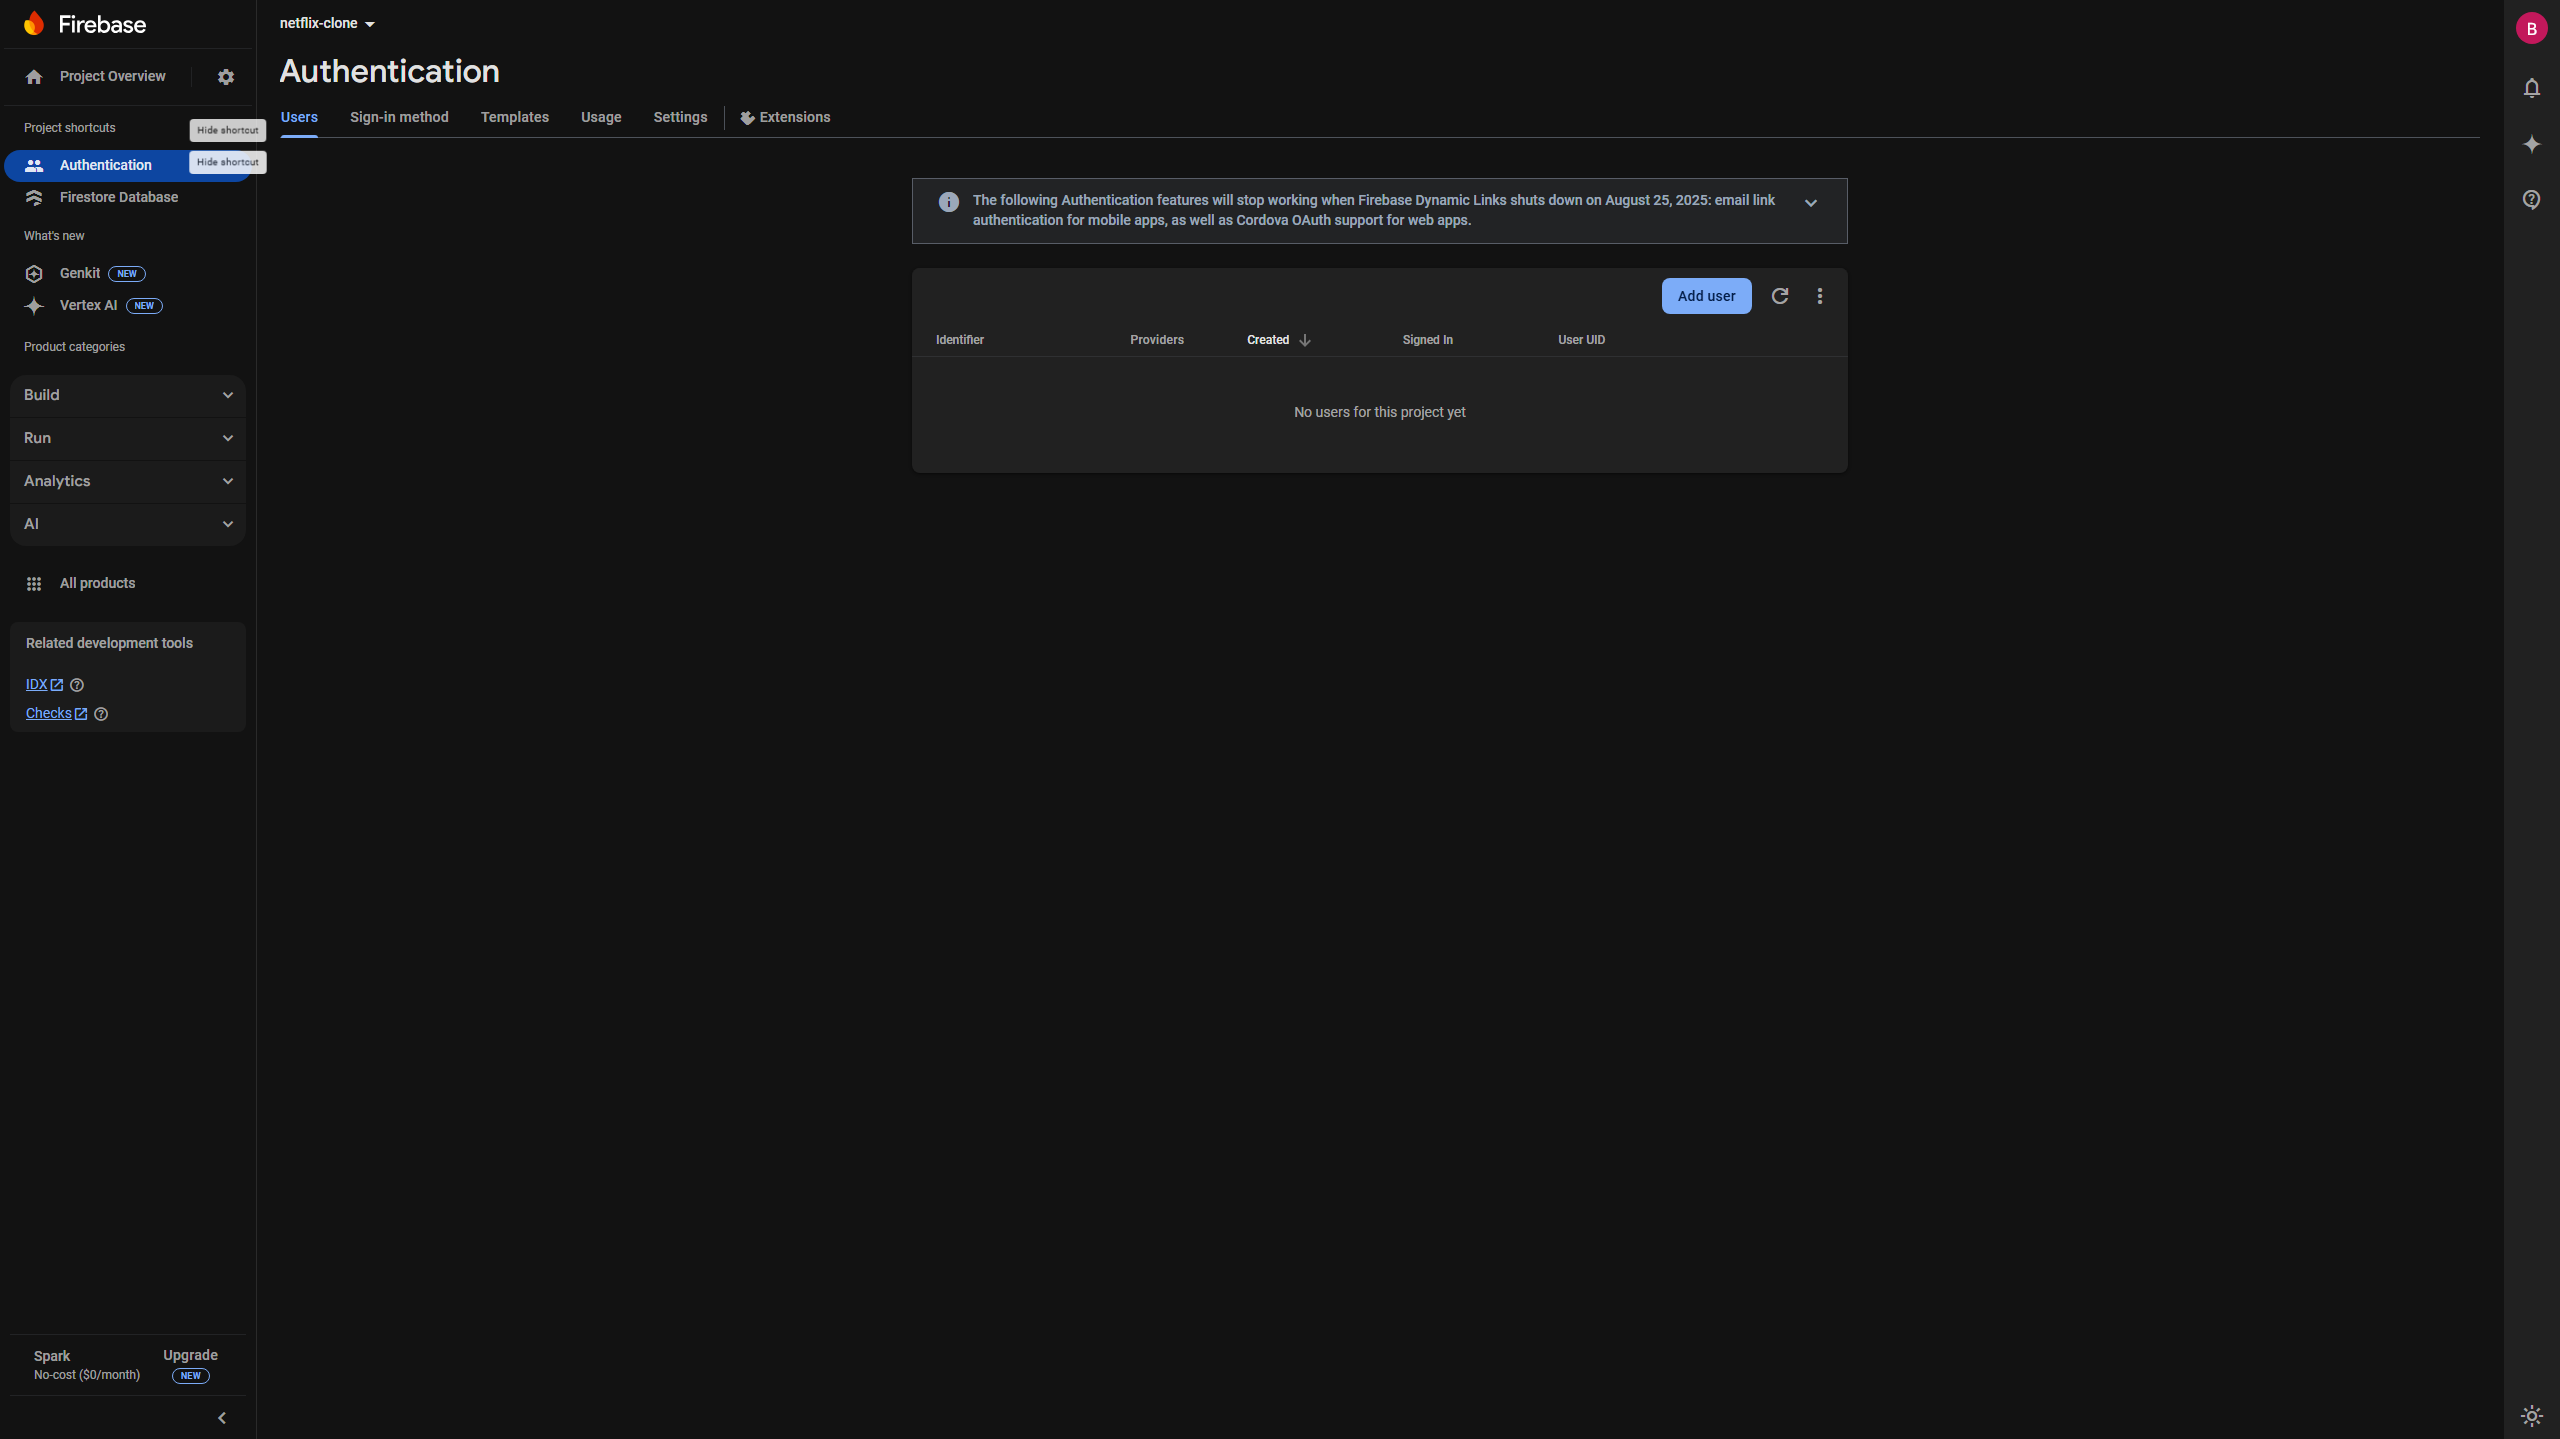 Firebase
Project Overview
Project shortcuts
Hide shortcut
Authentication
Hide shortcut
Firestore Database
What's new
Genkit NEW
Vertex AI NEW
Product categories
Build
Run
Analytics
AI
All products
Related development tools
IDX
Checks
Spark
No-cost ($0/month)
Upgrade
NEW
netflix-clone
Authentication
Users Sign-in method Templates Usage Settings Extensions
The following Authentication features will stop working when Firebase Dynamic Links shuts down on August 25, 2025: email link
authentication for mobile apps, as well as Cordova OAuth support for web apps.
Add user
Identifier Providers Created Signed In User UID
No users for this project yet
B